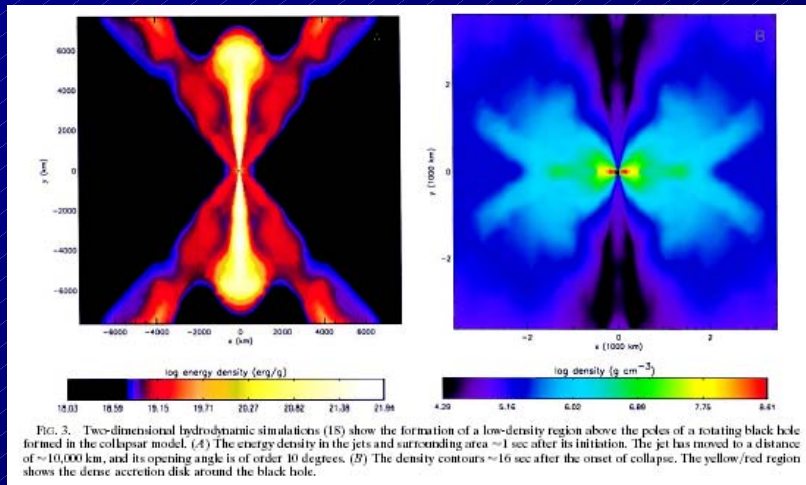 A
B
6000
4000
2000
0
−2000
−4000
−6000
y (km)
−6000 −4000 −2000 0 2000 4000 6000
x (km)
2
0
−2
y (1000 km)
−2 0 2
x (1000 km)
log energy density (erg/g)
18.03 18.59 19.15 19.71 20.27 20.82 21.38 21.94
log density (g cm⁻³)
4.29 5.16 6.02 6.89 7.75 8.61
FIG. 3. Two-dimensional hydrodynamic simulations (18) show the formation of a low-density region above the poles of a rotating black hole
formed in the collapsar model. (A) The energy density in the jets and surrounding area ~1 sec after its initiation. The jet has moved to a distance
of ~10,000 km, and its opening angle is of order 10 degrees. (B) The density contours ~16 sec after the onset of collapse. The yellow/red region
shows the dense accretion disk around the black hole.